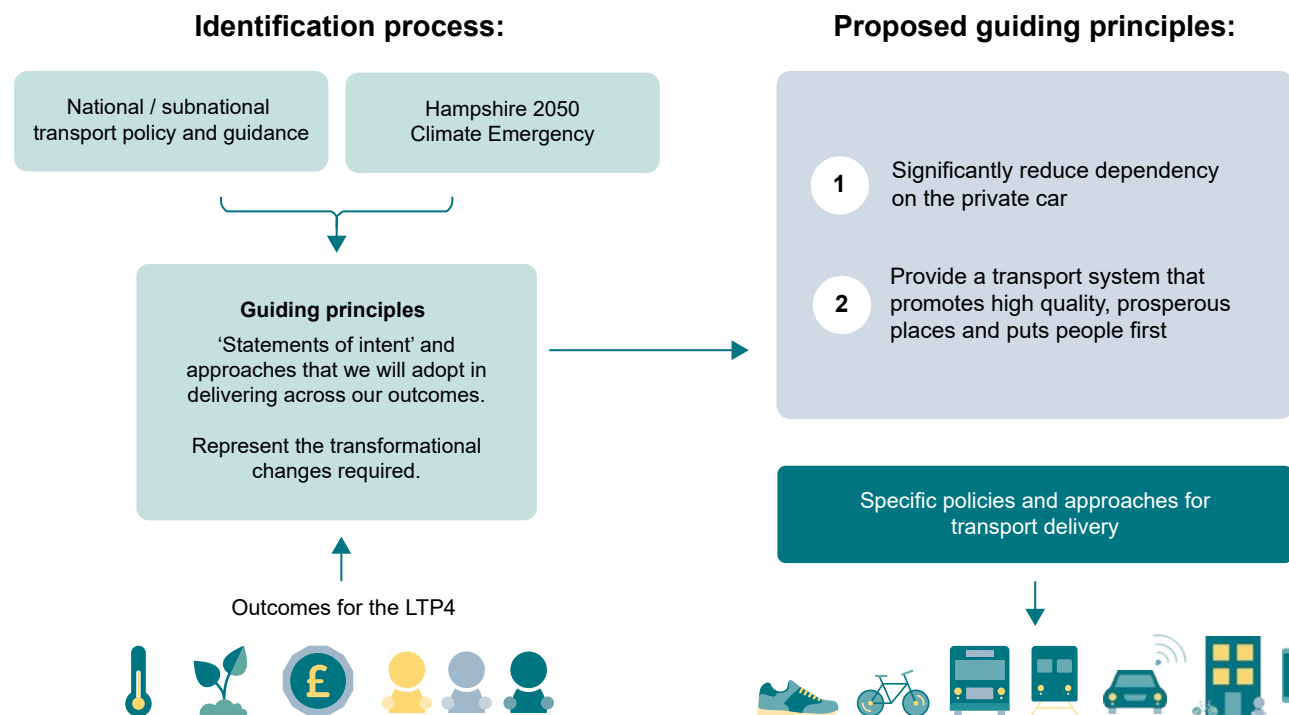 Identification process:
National / subnational
transport policy and guidance
Hampshire 2050
Climate Emergency
Guiding principles
‘Statements of intent’ and
approaches that we will adopt in
delivering across our outcomes.
Represent the transformational
changes required.
Outcomes for the LTP4
£
Proposed guiding principles:
1
Significantly reduce dependency
on the private car
2
Provide a transport system that
promotes high quality, prosperous
places and puts people first
Specific policies and approaches for
transport delivery